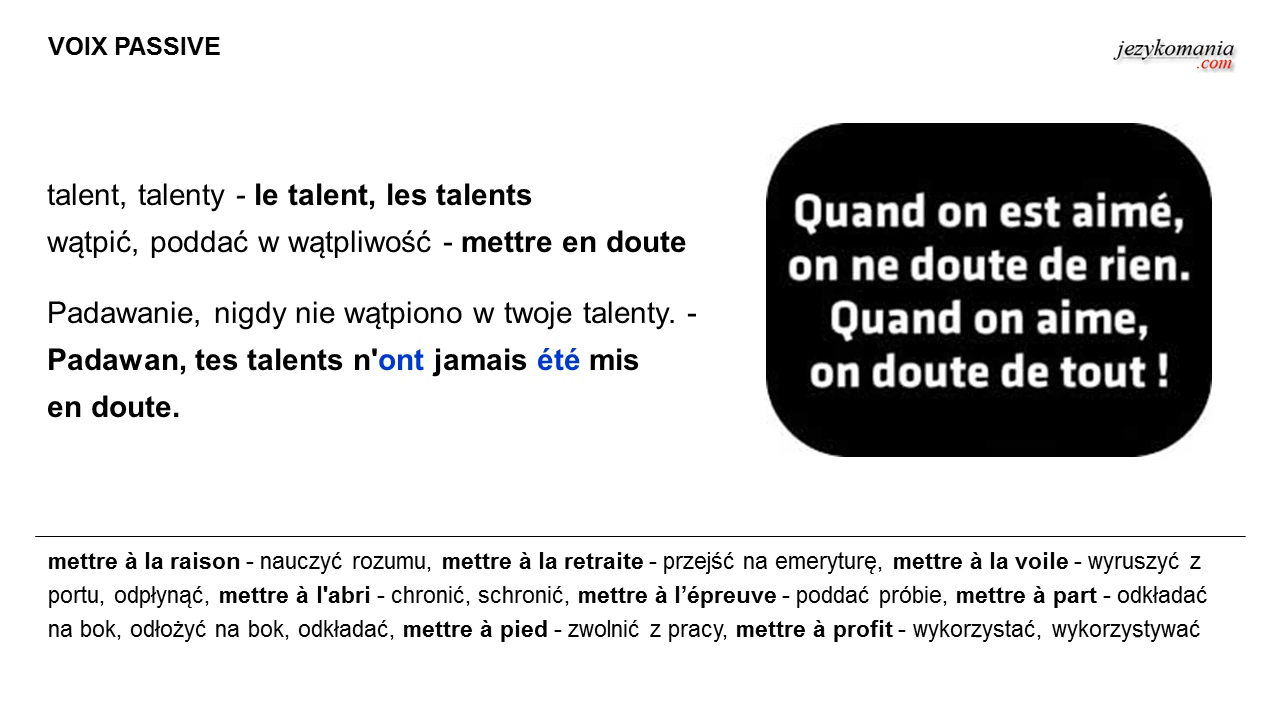 VOIX PASSIVE
jezykomania
.com
talent, talenty - le talent, les talents
wątpić, poddać w wątpliwość - mettre en doute
Padawanie, nigdy nie wątpiono w twoje talenty. -
Padawan, tes talents n'ont jamais été mis
en doute.
Quand on est aimé,
on ne doute de rien.
Quand on aime,
on doute de tout !
mettre à la raison - nauczyć rozumu, mettre à la retraite - przejść na emeryturę, mettre à la voile - wyruszyć z
portu, odpłynąć, mettre à l'abri - chronić, schronić, mettre à l’épreuve - poddać próbie, mettre à part - odkładać
na bok, odłożyć na bok, odkładać, mettre à pied - zwolnić z pracy, mettre à profit - wykorzystać, wykorzystywać